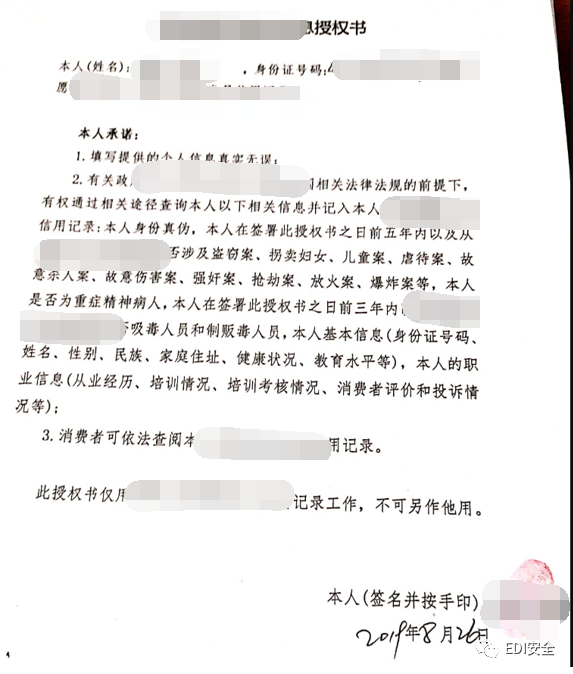 息授权书
本人(姓名):，身份证号码:
愿
本人承诺：
1.填写提供的个人信息真实无误；
2.有关政相关法律法规的前提下，
有权通过相关途径查询本人以下相关信息并记入本人
信用记录:本人身份真伪，本人在签署此授权书之日前五年内以及从
否涉及盗窃案、拐卖妇女、儿童案、虐待案、故
意杀人案、故意伤害案、强奸案、抢劫案、放火案、爆炸案等，本人
是否为重症精神病人，本人在签署此授权书之日前三年内
吸毒人员和制贩毒人员，本人基本信息(身份证号码、
姓名、性别、民族、家庭住址、健康状况、教育水平等)，本人的职
业信息(从业经历、培训情况、培训考核情况、消费者评价和投诉情
况等)；
3.消费者可依法查阅本用记录。
此授权书仅用记录工作，不可另作他用。
本人(签名并按手印)
2019年8月26日
EDI安全